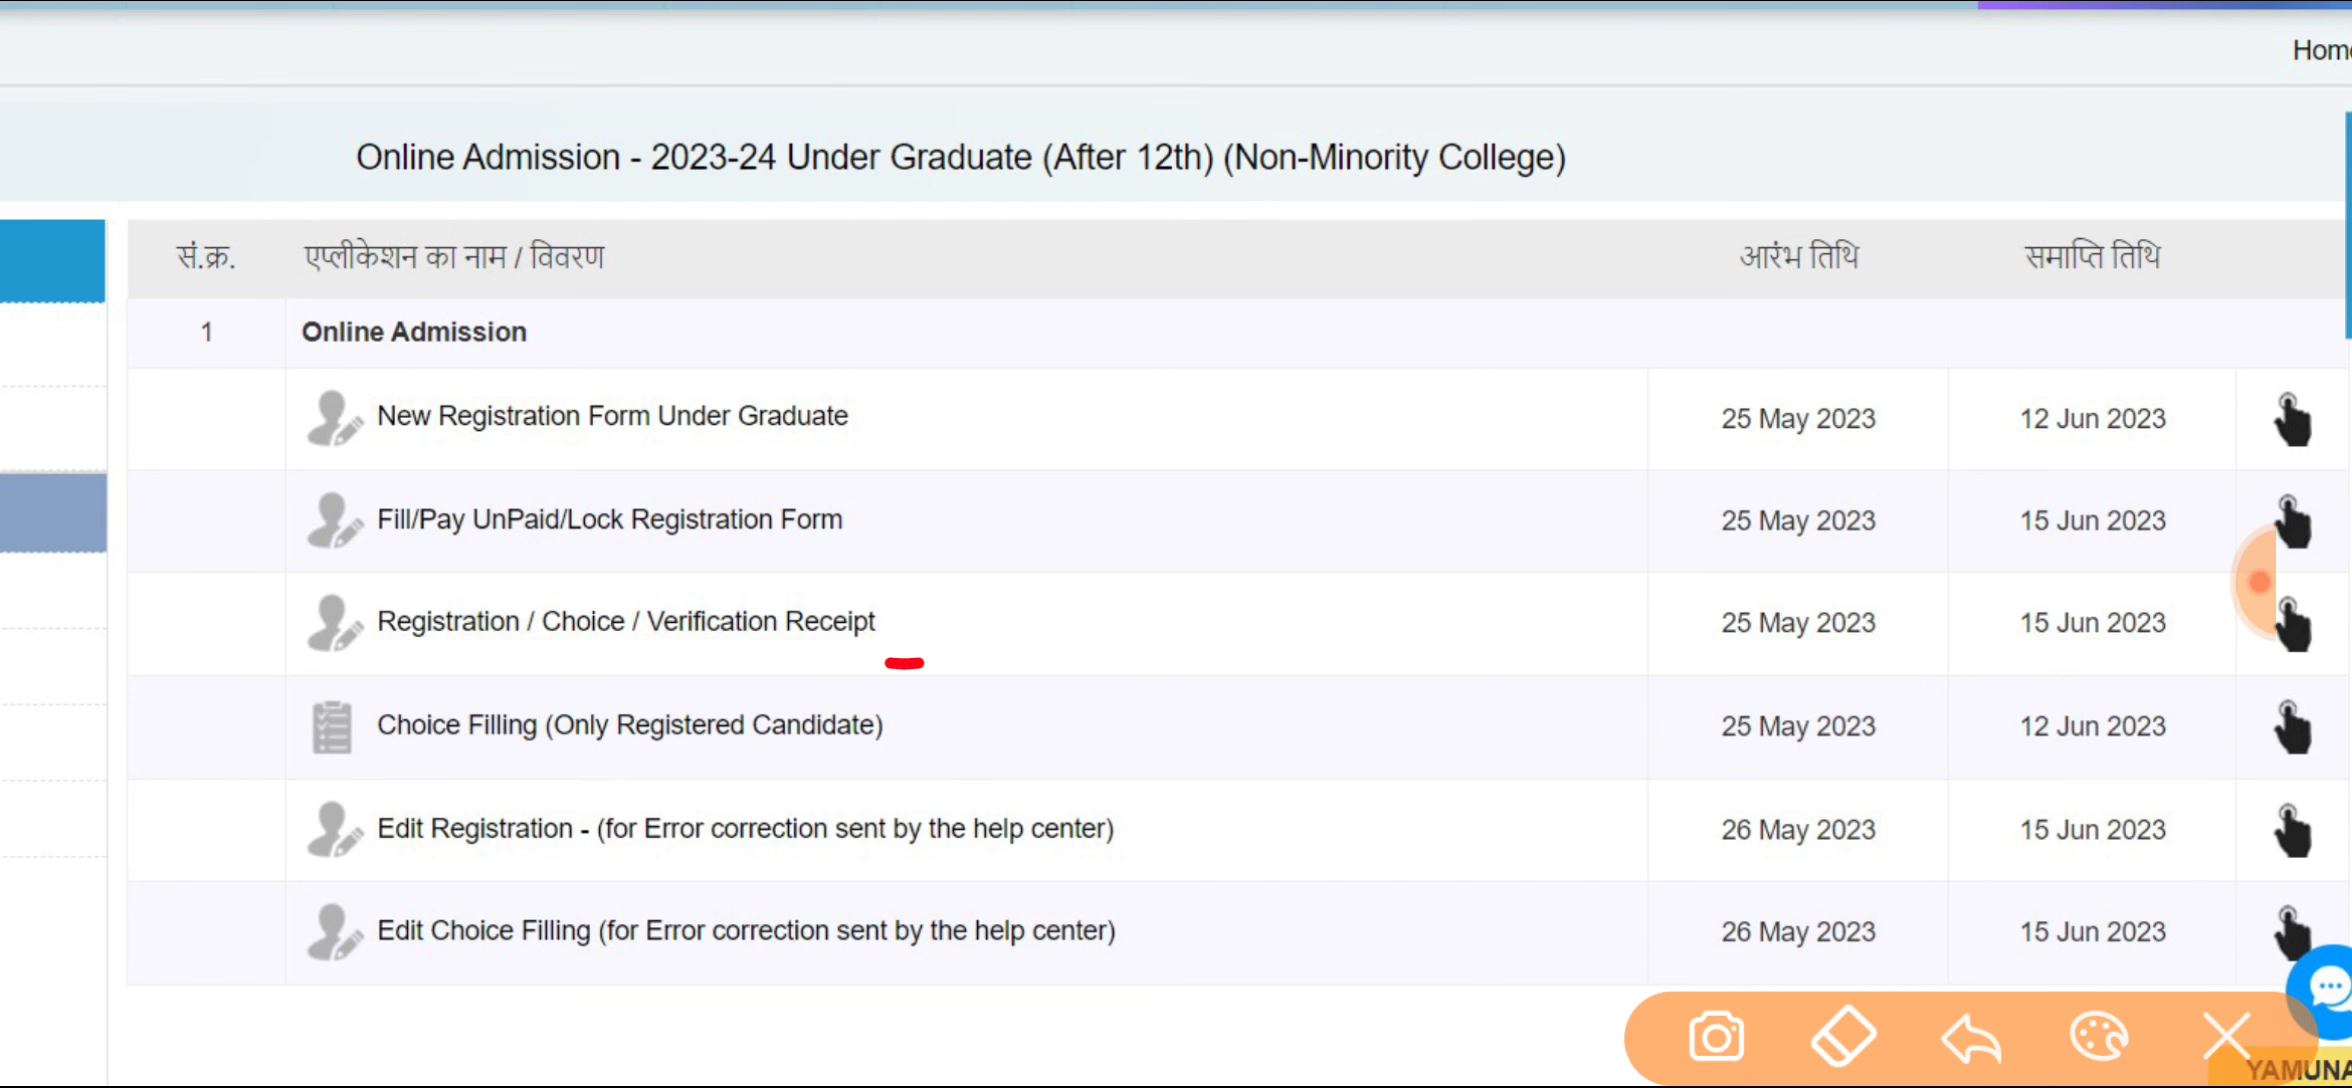 Online Admission - 2023-24 Under Graduate (After 12th) (Non-Minority College)
सं.क्र. एप्लीकेशन का नाम / विवरण आरंभ तिथि समाप्ति तिथि
1 Online Admission
New Registration Form Under Graduate 25 May 2023 12 Jun 2023
Fill/Pay UnPaid/Lock Registration Form 25 May 2023 15 Jun 2023
Registration / Choice / Verification Receipt 25 May 2023 15 Jun 2023
Choice Filling (Only Registered Candidate) 25 May 2023 12 Jun 2023
Edit Registration - (for Error correction sent by the help center) 26 May 2023 15 Jun 2023
Edit Choice Filling (for Error correction sent by the help center) 26 May 2023 15 Jun 2023